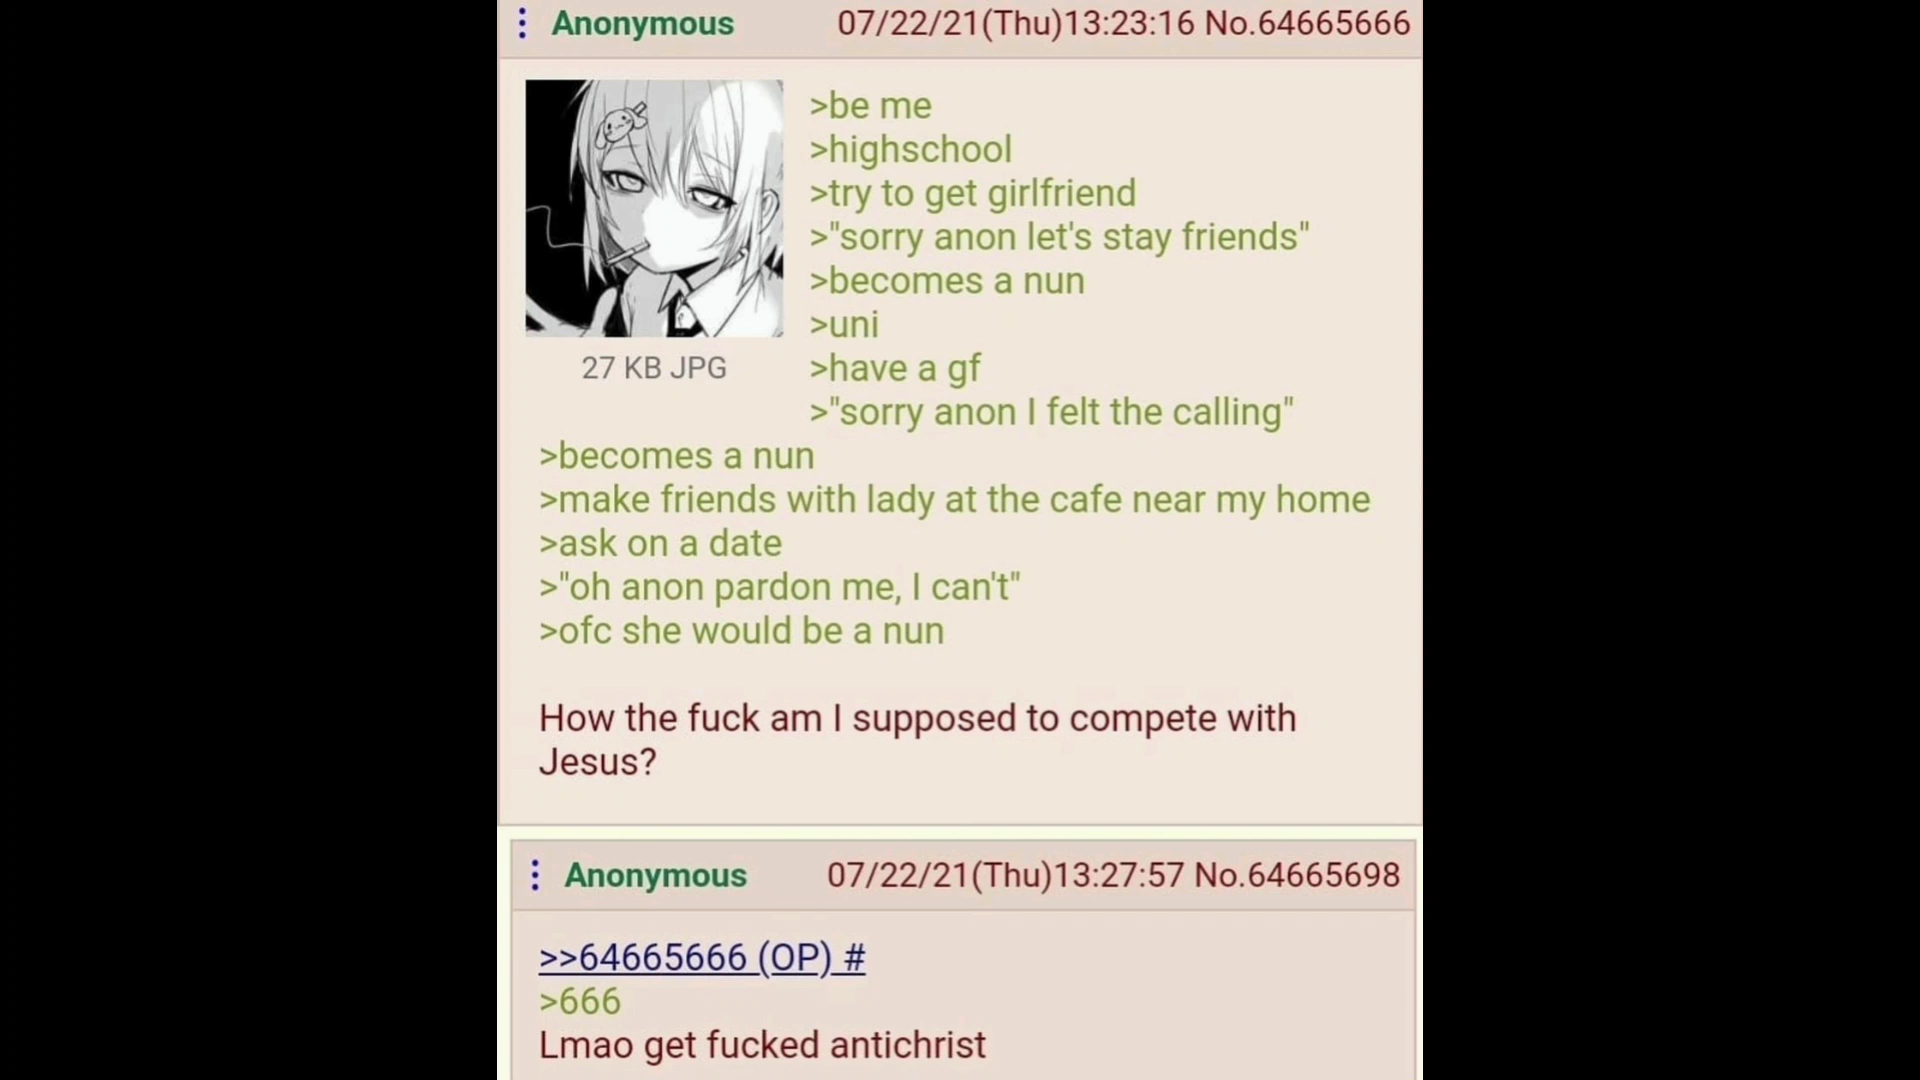 Anonymous 07/22/21(Thu)13:23:16 No.64665666
>be me
>highschool
>try to get girlfriend
>"sorry anon let's stay friends"
>becomes a nun
>uni
27 KB JPG
>have a gf
>"sorry anon I felt the calling"
>becomes a nun
>make friends with lady at the cafe near my home
>ask on a date
>"oh anon pardon me, I can't"
>ofc she would be a nun
How the fuck am I supposed to compete with
Jesus?
Anonymous 07/22/21(Thu)13:27:57 No.64665698
>>64665666 (OP) #
>666
Lmao get fucked antichrist